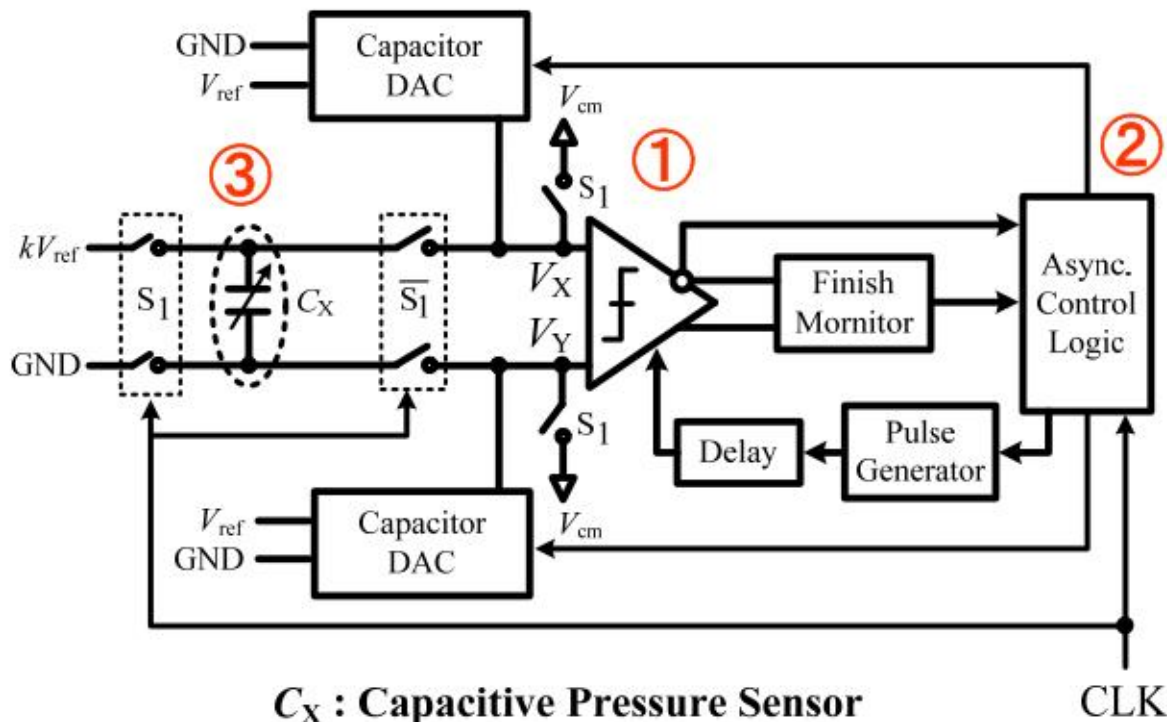 GND
Vref
Capacitor
DAC
Vcm
①
②
③
S1
kVref
S1
CX
S1̅
VX
VY
Finish
Mornitor
Async.
Control
Logic
GND
S1
Delay
Pulse
Generator
Vref
GND
Capacitor
DAC
Vcm
CX : Capacitive Pressure Sensor
CLK